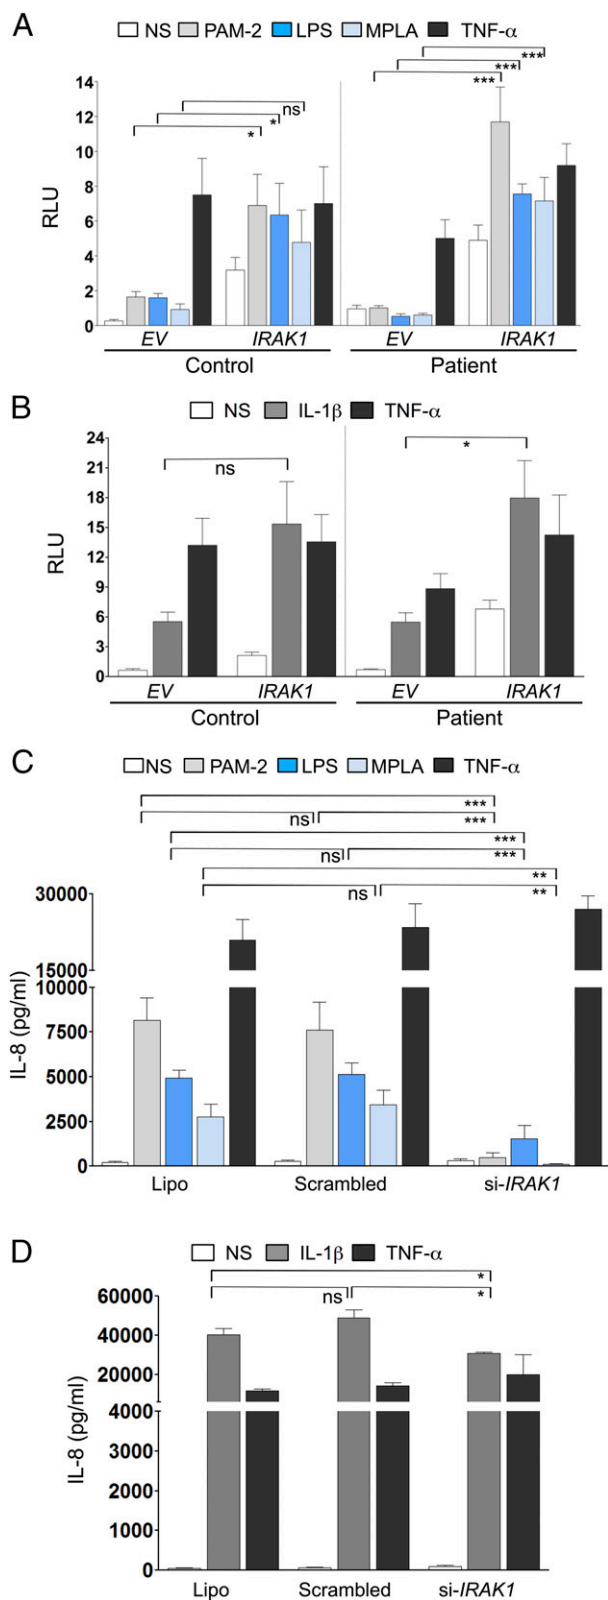 A
NS PAM-2 LPS MPLA TNF-α
14
12
10
8
6
4
2
0
RLU
ns
*
*
***
***
***
EV IRAK1 EV IRAK1
Control Patient
B
NS IL-1β TNF-α
24
21
18
15
12
9
6
3
0
RLU
ns
*
EV IRAK1 EV IRAK1
Control Patient
C
NS PAM-2 LPS MPLA TNF-α
***
ns ***
***
ns ***
**
ns **
30000
15000
10000
7500
5000
2500
0
IL-8 (pg/ml)
Lipo Scrambled si-IRAK1
D
NS IL-1β TNF-α
*
ns *
60000
40000
20000
4000
3000
2000
1000
0
IL-8 (pg/ml)
Lipo Scrambled si-IRAK1